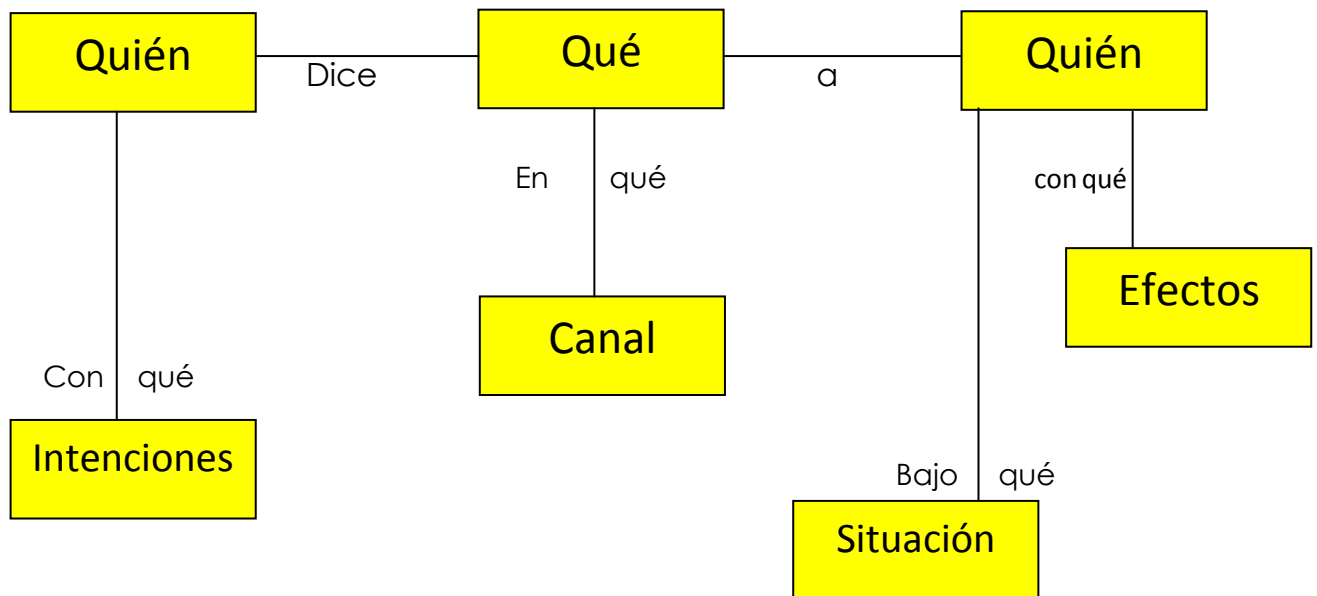 Quién
Dice
Qué
a
Quién
En qué
con qué
Efectos
Canal
Con qué
Intenciones
Bajo qué
Situación